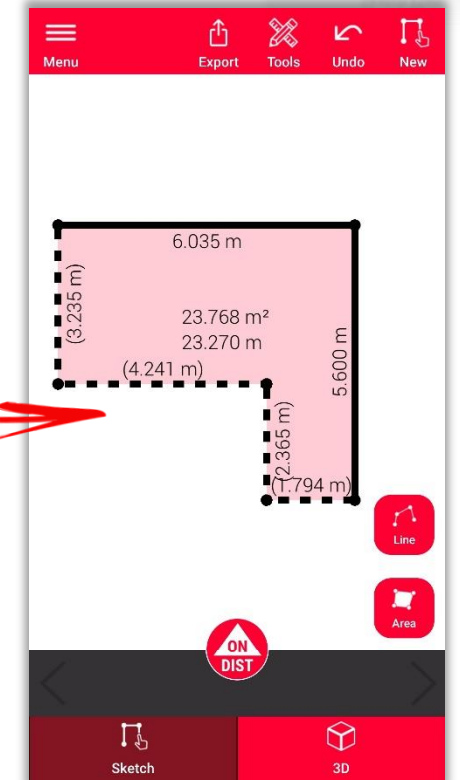 Menu
Export
Tools
Undo
New
6.035 m
(3.235 m)
23.768 m²
23.270 m
5.600 m
(4.241 m)
(2.365 m)
(1.794 m)
Line
Area
ON
DIST
Sketch
3D